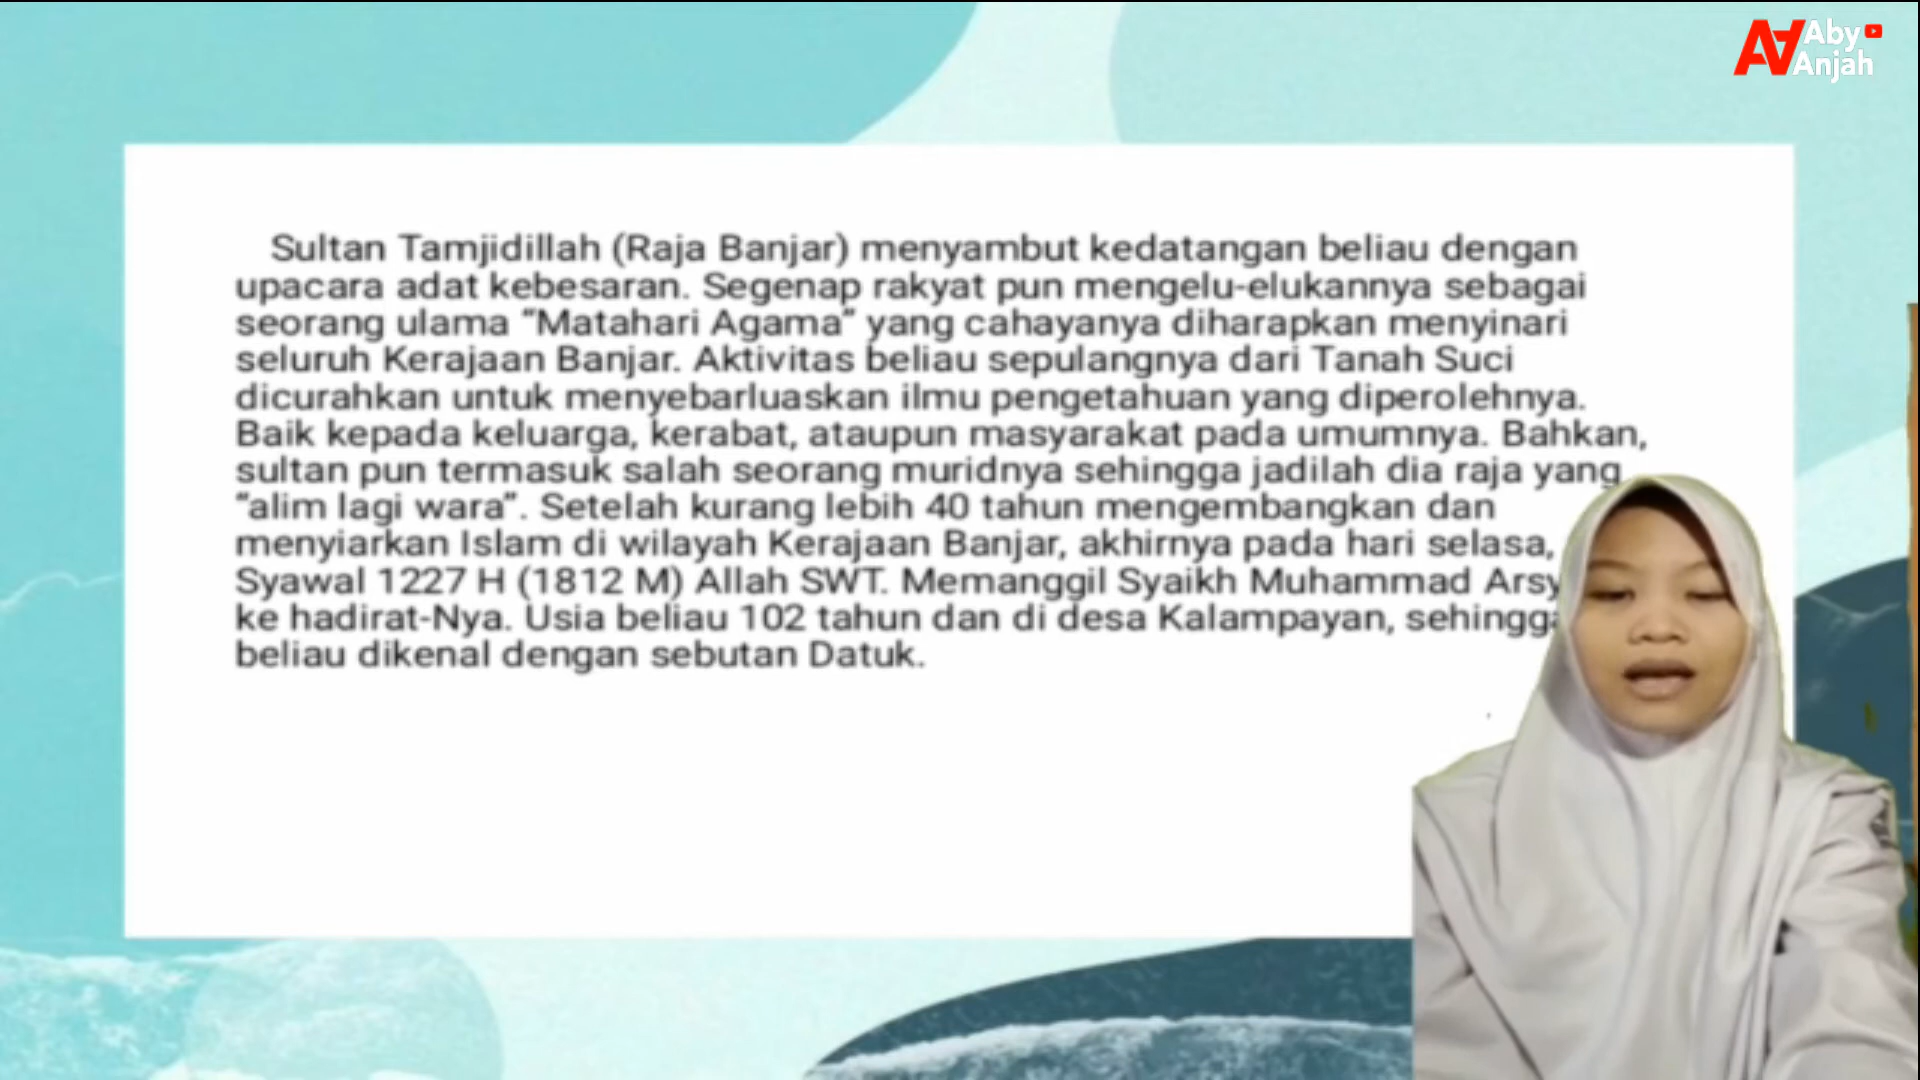 Aby
Anjah
Sultan Tamjidillah (Raja Banjar) menyambut kedatangan beliau dengan
upacara adat kebesaran. Segenap rakyat pun mengelu-elukannya sebagai
seorang ulama “Matahari Agama” yang cahayanya diharapkan menyinari
seluruh Kerajaan Banjar. Aktivitas beliau sepulangnya dari Tanah Suci
dicurahkan untuk menyebarluaskan ilmu pengetahuan yang diperolehnya.
Baik kepada keluarga, kerabat, ataupun masyarakat pada umumnya. Bahkan,
sultan pun termasuk salah seorang muridnya sehingga jadilah dia raja yang
“alim lagi wara”. Setelah kurang lebih 40 tahun mengembangkan dan
menyiarkan Islam di wilayah Kerajaan Banjar, akhirnya pada hari selasa,
Syawal 1227 H (1812 M) Allah SWT. Memanggil Syaikh Muhammad Arsy
ke hadirat-Nya. Usia beliau 102 tahun dan di desa Kalampayan, sehingga
beliau dikenal dengan sebutan Datuk.